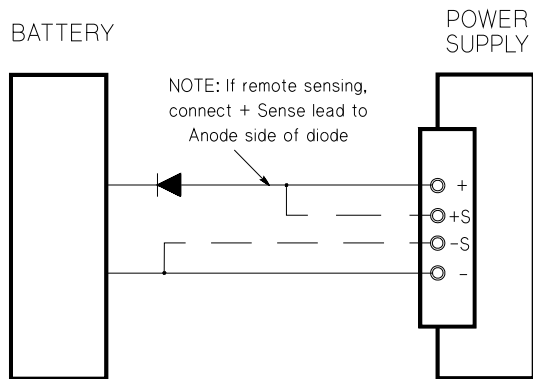 BATTERY
POWER
SUPPLY
NOTE: If remote sensing,
connect + Sense lead to
Anode side of diode
+
+S
-S
-